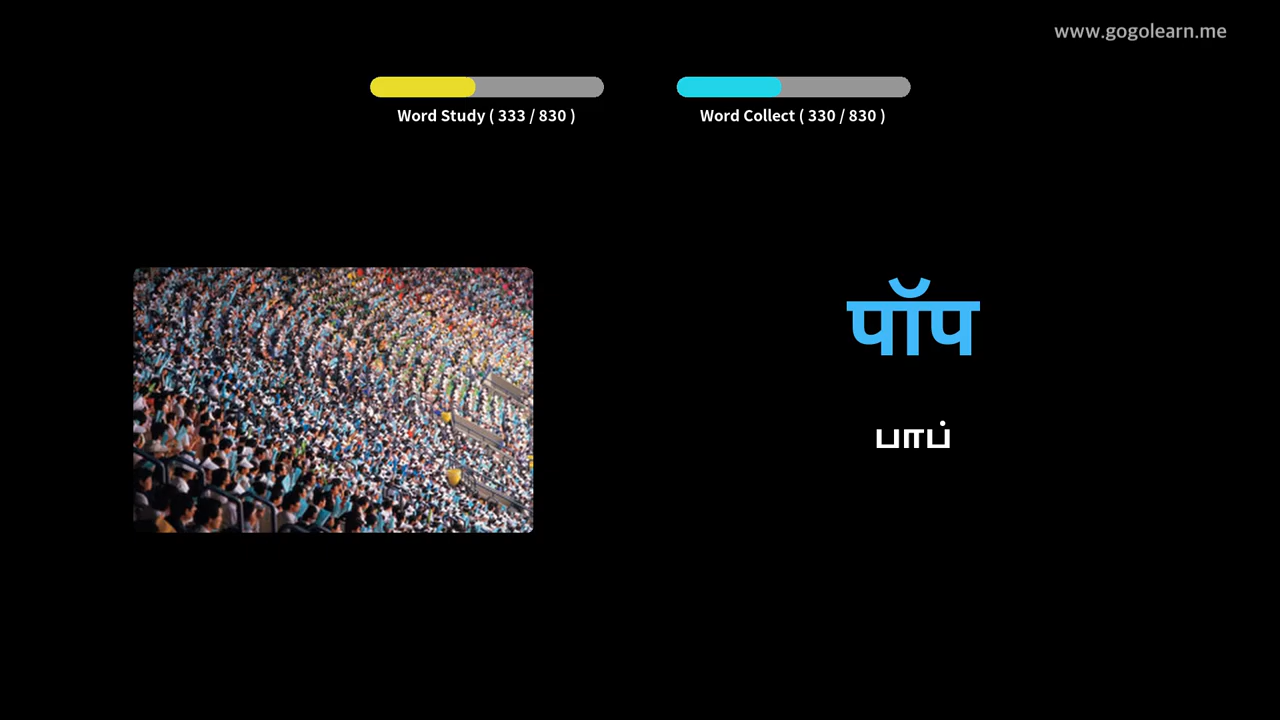 www.gogolearn.me
Word Study ( 333 / 830 )
Word Collect ( 330 / 830 )
पॉप
பாப்